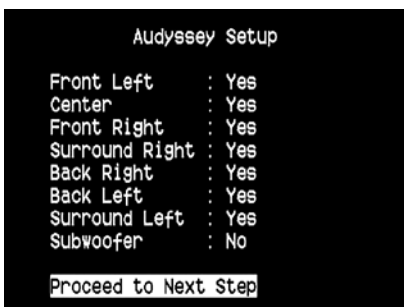 Audyssey Setup
Front Left : Yes
Center : Yes
Front Right : Yes
Surround Right : Yes
Back Right : Yes
Back Left : Yes
Surround Left : Yes
Subwoofer : No
Proceed to Next Step